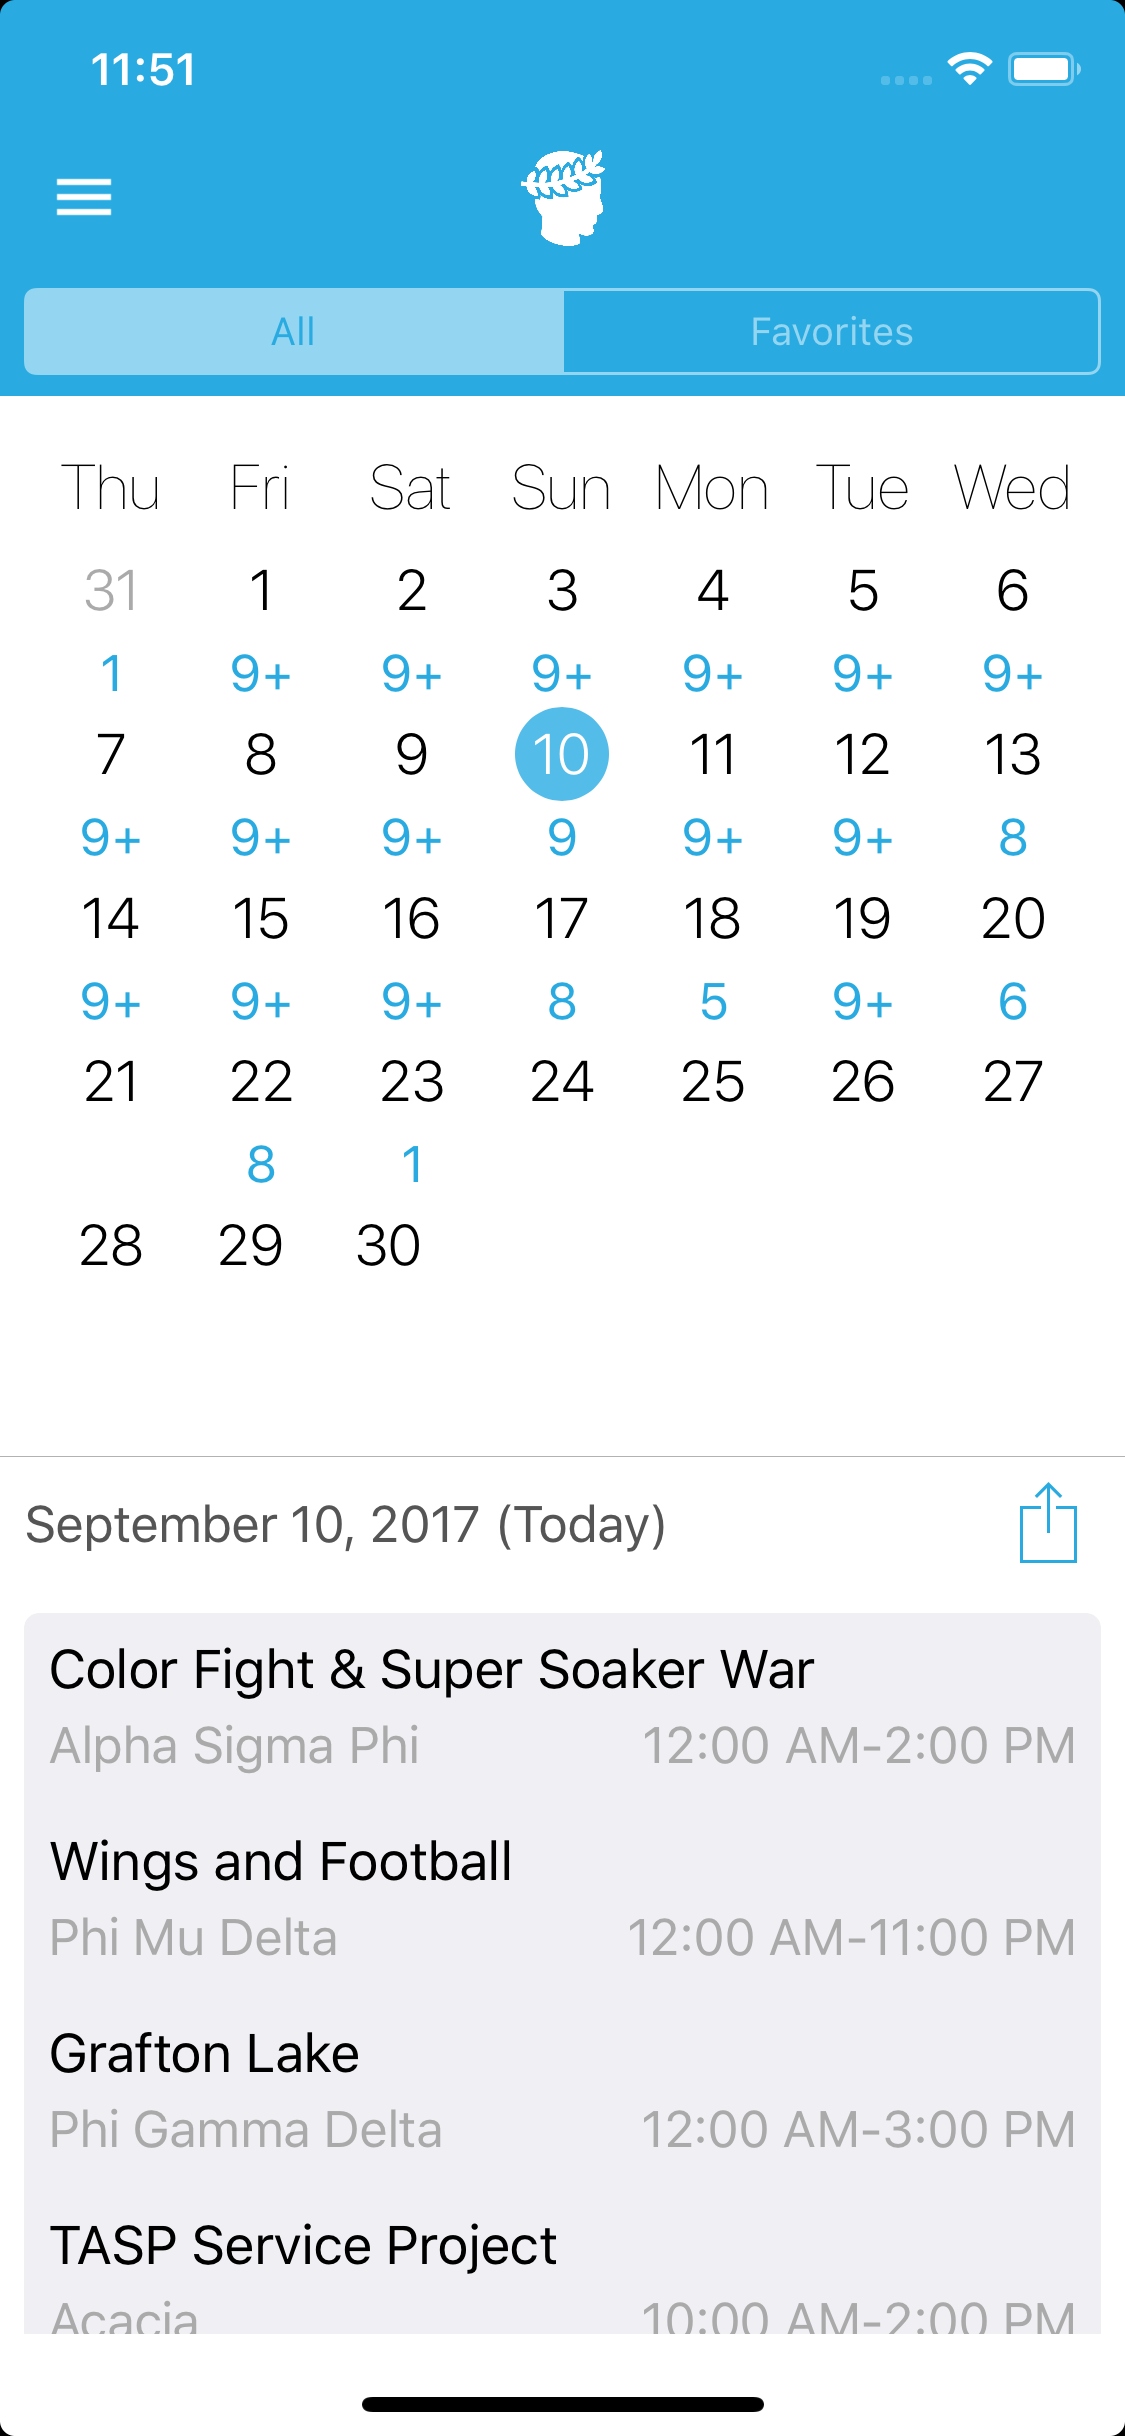 11:51
All Favorites
Thu Fri Sat Sun Mon Tue Wed
31 1 2 3 4 5 6
1 9+ 9+ 9+ 9+ 9+ 9+
7 8 9 10 11 12 13
9+ 9+ 9+ 9 9+ 9+ 8
14 15 16 17 18 19 20
9+ 9+ 9+ 8 5 9+ 6
21 22 23 24 25 26 27
8 1
28 29 30
September 10, 2017 (Today)
Color Fight & Super Soaker War
Alpha Sigma Phi 12:00 AM-2:00 PM
Wings and Football
Phi Mu Delta 12:00 AM-11:00 PM
Grafton Lake
Phi Gamma Delta 12:00 AM-3:00 PM
TASP Service Project
Acacia 10:00 AM-2:00 PM